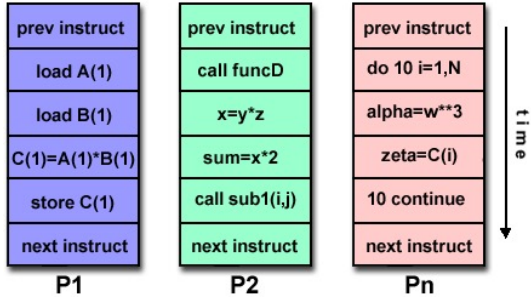 prev instruct
load A(1)
load B(1)
C(1)=A(1)*B(1)
store C(1)
next instruct
P1
prev instruct
call funcD
x=y*z
sum=x*2
call sub1(i,j)
next instruct
P2
prev instruct
do 10 i=1,N
alpha=w**3
zeta=C(i)
10 continue
next instruct
Pn
time